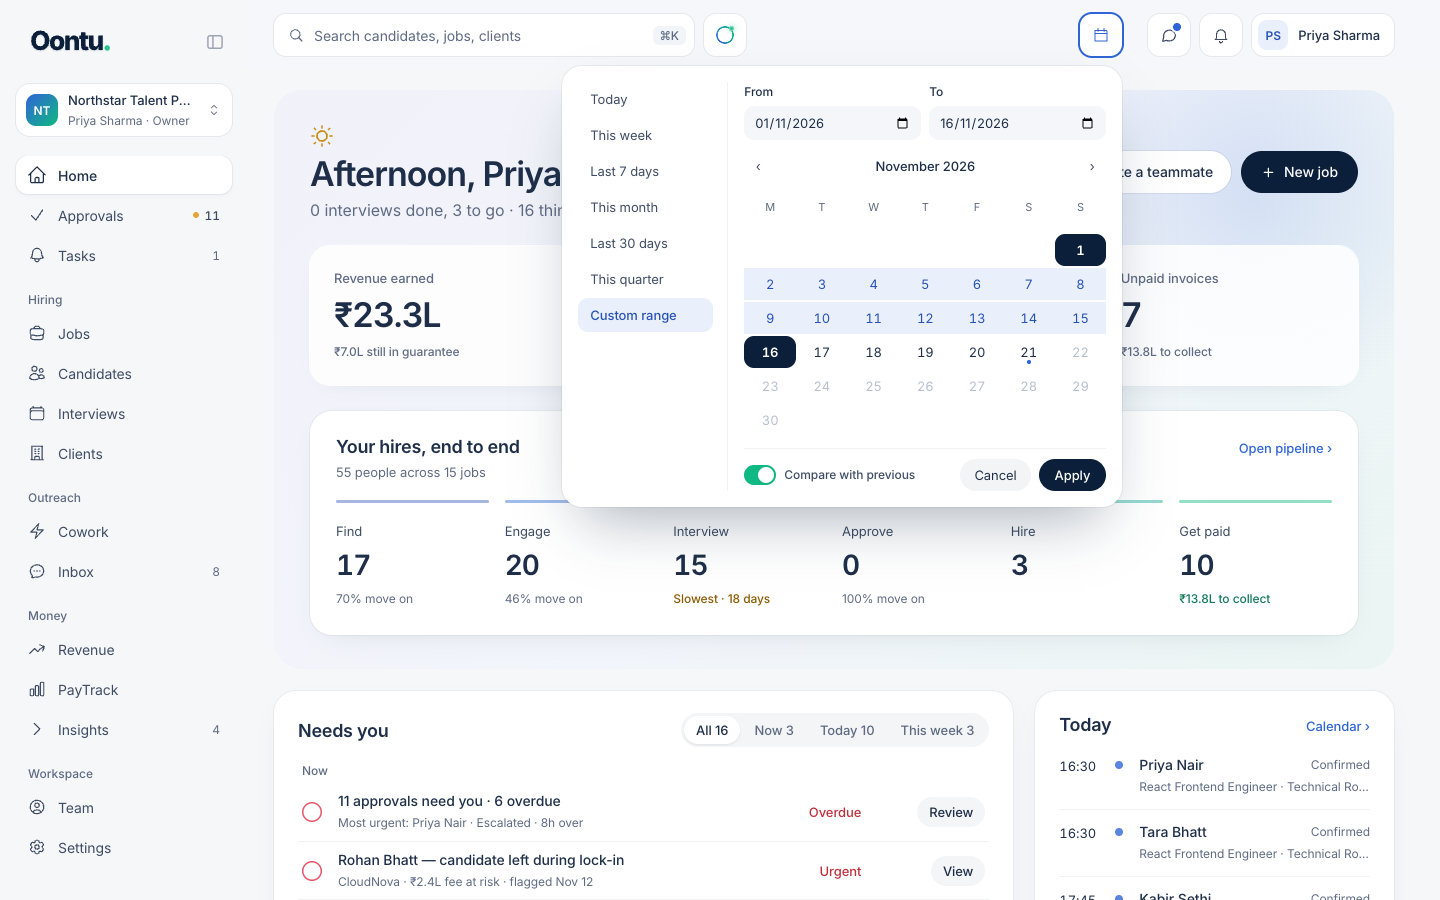 Oontu.
Search candidates, jobs, clients
⌘K
PS
Priya Sharma
NT
Northstar Talent P...
Priya Sharma · Owner
Home
Approvals
11
Tasks
1
Hiring
Jobs
Candidates
Interviews
Clients
Outreach
Cowork
Inbox
8
Money
Revenue
PayTrack
Insights
4
Workspace
Team
Settings
Afternoon, Priya
0 interviews done, 3 to go · 16 thin
te a teammate
+ New job
Revenue earned
₹23.3L
₹7.0L still in guarantee
Unpaid invoices
7
₹13.8L to collect
Today
This week
Last 7 days
This month
Last 30 days
This quarter
Custom range
From
To
01/11/2026
16/11/2026
‹
November 2026
›
M T W T F S S
1
2 3 4 5 6 7 8
9 10 11 12 13 14 15
16 17 18 19 20 21 22
23 24 25 26 27 28 29
30
Compare with previous
Cancel
Apply
Your hires, end to end
55 people across 15 jobs
Open pipeline ›
Find
17
70% move on
Engage
20
46% move on
Interview
15
Slowest · 18 days
Approve
0
100% move on
Hire
3
Get paid
10
₹13.8L to collect
Needs you
All 16
Now 3
Today 10
This week 3
Now
11 approvals need you · 6 overdue
Most urgent: Priya Nair · Escalated · 8h over
Overdue
Review
Rohan Bhatt — candidate left during lock-in
CloudNova · ₹2.4L fee at risk · flagged Nov 12
Urgent
View
Today
Calendar ›
16:30
Priya Nair
Confirmed
React Frontend Engineer · Technical Ro...
16:30
Tara Bhatt
Confirmed
React Frontend Engineer · Technical Ro...
17:45
Kabir Sethi
Confirmed